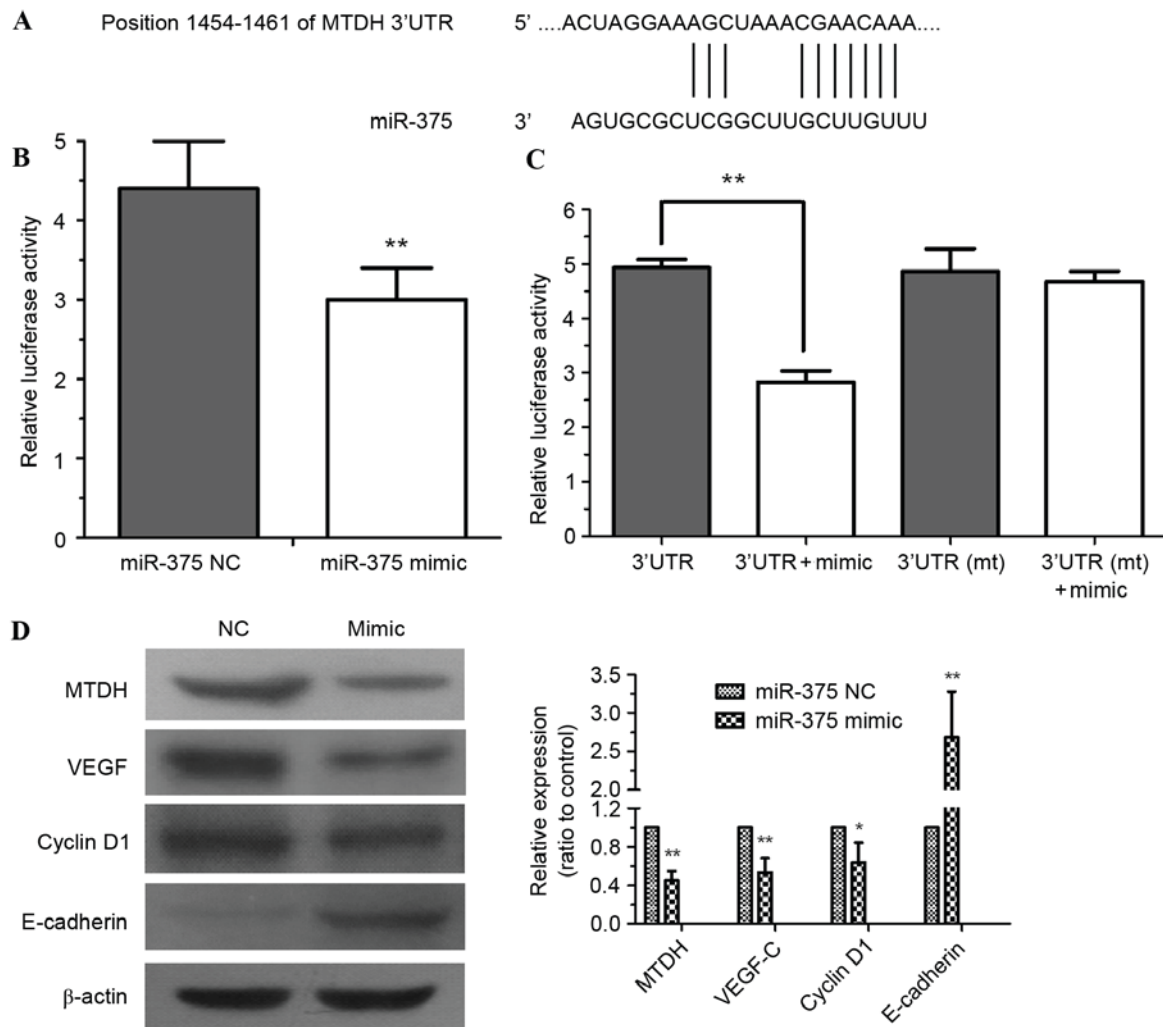 A
Position 1454-1461 of MTDH 3’UTR
5’ ....ACUAGGAAAGCUAAACGAACAAA....
miR-375
3’ AGUGCGCUCGGCUUGCUUGUUU
B
Relative luciferase activity
5
4
3
2
1
0
**
miR-375 NC
miR-375 mimic
C
Relative luciferase activity
6
5
4
3
2
1
0
**
3’UTR
3’UTR + mimic
3’UTR (mt)
3’UTR (mt)
+ mimic
D
NC
Mimic
MTDH
VEGF
Cyclin D1
E-cadherin
β-actin
Relative expression
(ratio to control)
3.5
3.0
2.5
2.0
1.2
0.8
0.4
0.0
miR-375 NC
miR-375 mimic
**
**
*
**
MTDH
VEGF-C
Cyclin D1
E-cadherin